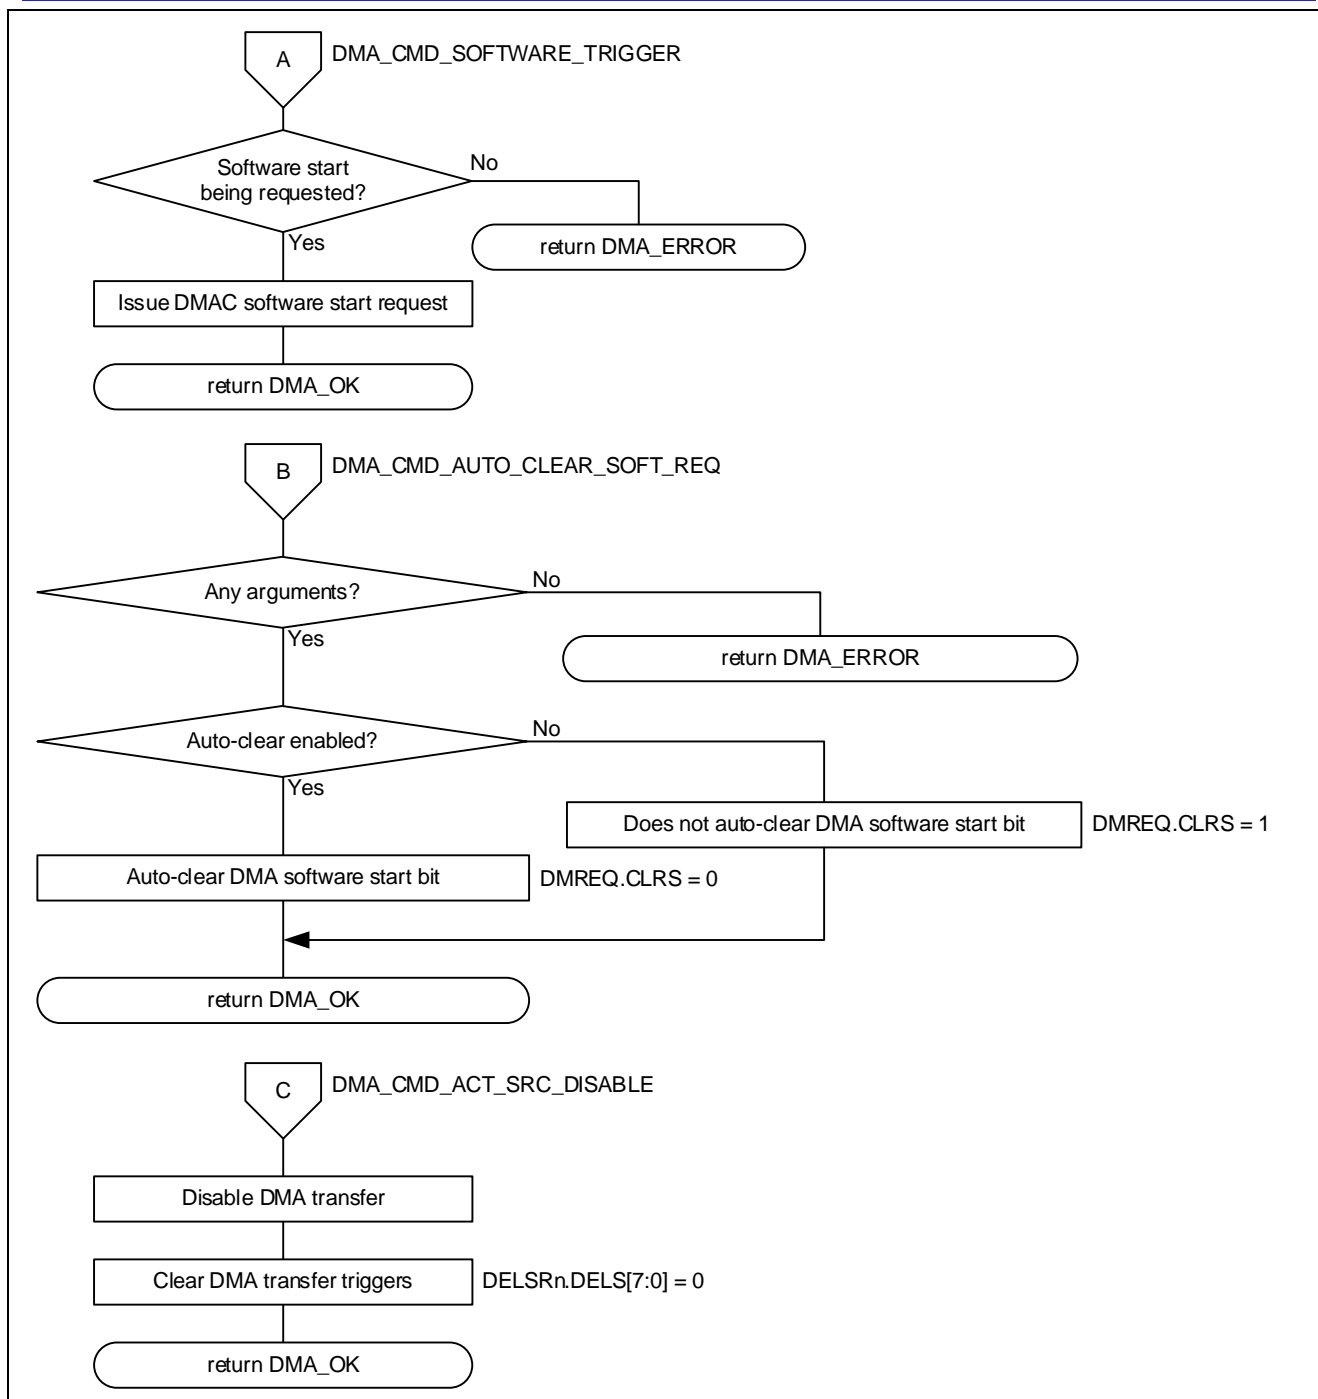 A
DMA_CMD_SOFTWARE_TRIGGER
Software start
being requested?
No
Yes
return DMA_ERROR
Issue DMAC software start request
return DMA_OK
B
DMA_CMD_AUTO_CLEAR_SOFT_REQ
Any arguments?
No
Yes
return DMA_ERROR
Auto-clear enabled?
No
Yes
Does not auto-clear DMA software start bit
DMREQ.CLRS = 1
Auto-clear DMA software start bit
DMREQ.CLRS = 0
return DMA_OK
C
DMA_CMD_ACT_SRC_DISABLE
Disable DMA transfer
Clear DMA transfer triggers
DELSRn.DELS[7:0] = 0
return DMA_OK